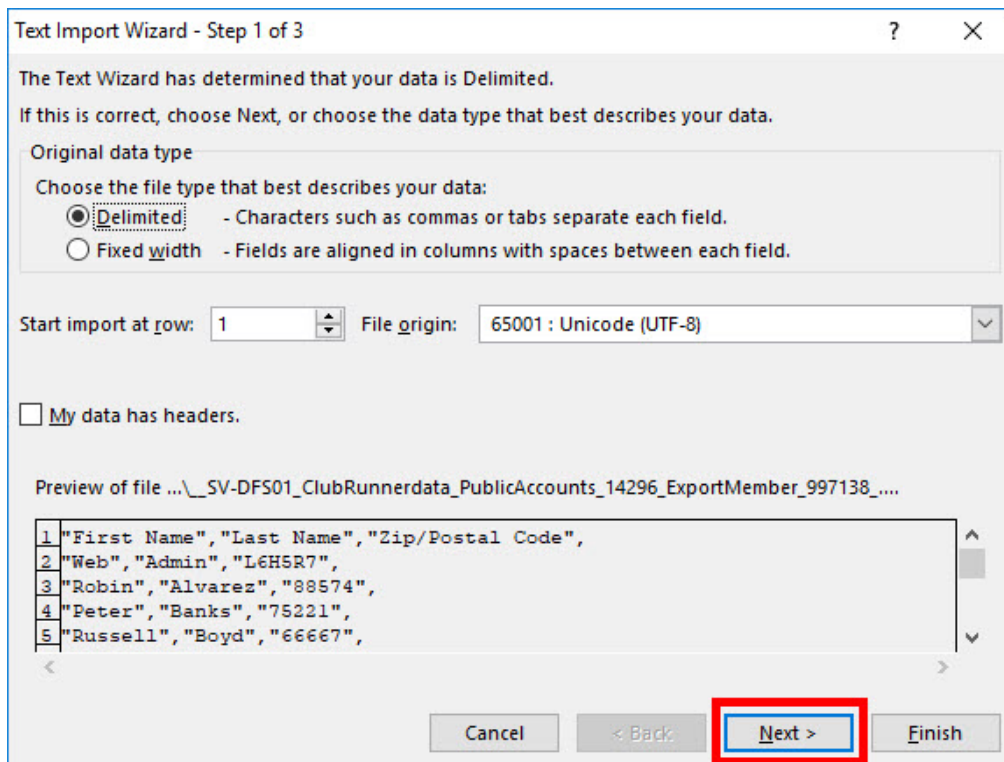 Text Import Wizard - Step 1 of 3 ?
The Text Wizard has determined that your data is Delimited.
If this is correct, choose Next, or choose the data type that best describes your data.
Original data type
Choose the file type that best describes your data:
Delimited - Characters such as commas or tabs separate each field.
Fixed width - Fields are aligned in columns with spaces between each field.
Start import at row: 1 File origin: 65001 : Unicode (UTF-8)
My data has headers.
Preview of file ...\__SV-DFS01_ClubRunnerdata_PublicAccounts_14296_ExportMember_997138_....
1 "First Name","Last Name","Zip/Postal Code",
2 "Web","Admin","L6H5R7",
3 "Robin","Alvarez","88574",
4 "Peter","Banks","75221",
5 "Russell","Boyd","66667",
Cancel < Back Next > Finish